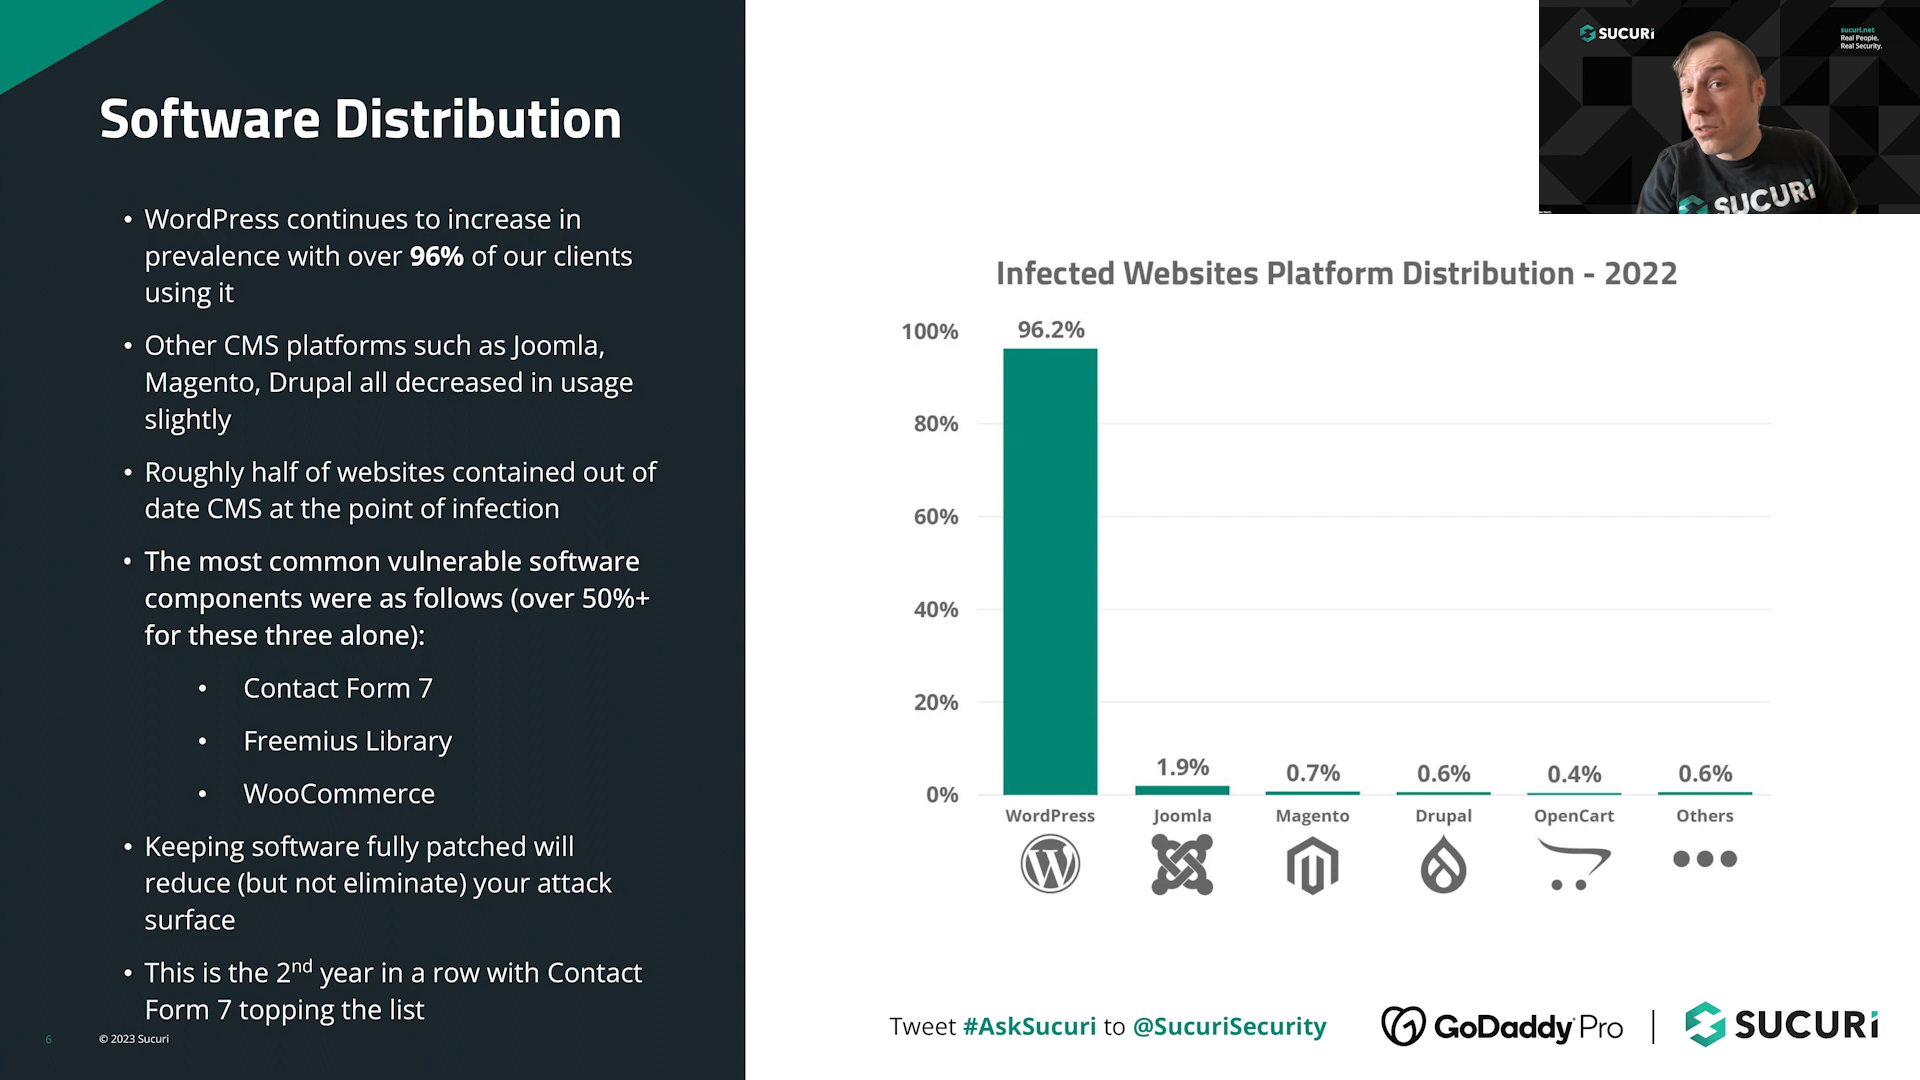 Software Distribution
• WordPress continues to increase in
prevalence with over 96% of our clients
using it
• Other CMS platforms such as Joomla,
Magento, Drupal all decreased in usage
slightly
• Roughly half of websites contained out of
date CMS at the point of infection
• The most common vulnerable software
components were as follows (over 50%+
for these three alone):
• Contact Form 7
• Freemius Library
• WooCommerce
• Keeping software fully patched will
reduce (but not eliminate) your attack
surface
• This is the 2nd year in a row with Contact
Form 7 topping the list
6
© 2023 Sucuri
SUCURi
sucuri.net
Real People.
Real Security.
SUCURi
Infected Websites Platform Distribution - 2022
100%
80%
60%
40%
20%
0%
96.2%
1.9%
0.7%
0.6%
0.4%
0.6%
WordPress
Joomla
Magento
Drupal
OpenCart
Others
Tweet #AskSucuri to @SucuriSecurity
GoDaddy Pro
SUCURi